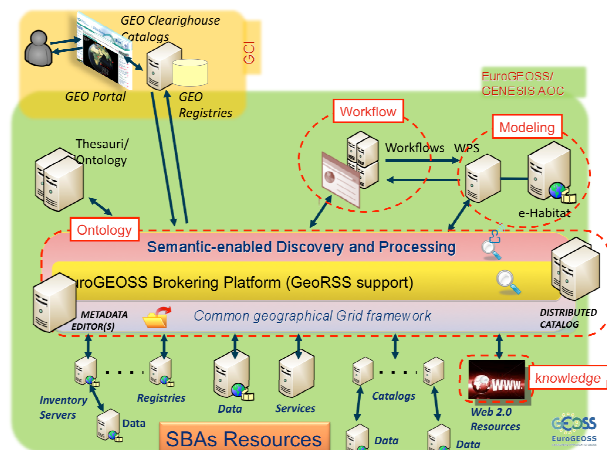 GEO Clearighouse
Catalogs
GCI
GEO Portal
GEO
Registries
EuroGEOSS/
GENESIS AOC
Workflow
Modeling
Thesauri/
Ontology
Workflows
WPS
e-Habitat
Ontology
Semantic-enabled Discovery and Processing
uroGEOSS Brokering Platform (GeoRSS support)
METADATA
EDITOR(S)
Common geographical Grid framework
DISTRIBUTED
CATALOG
Inventory
Servers
Registries
Data
Services
Catalogs
www.
knowledge
Web 2.0
Resources
Data
SBAs Resources
Data
Data
GEOSS
EuroGEOSS